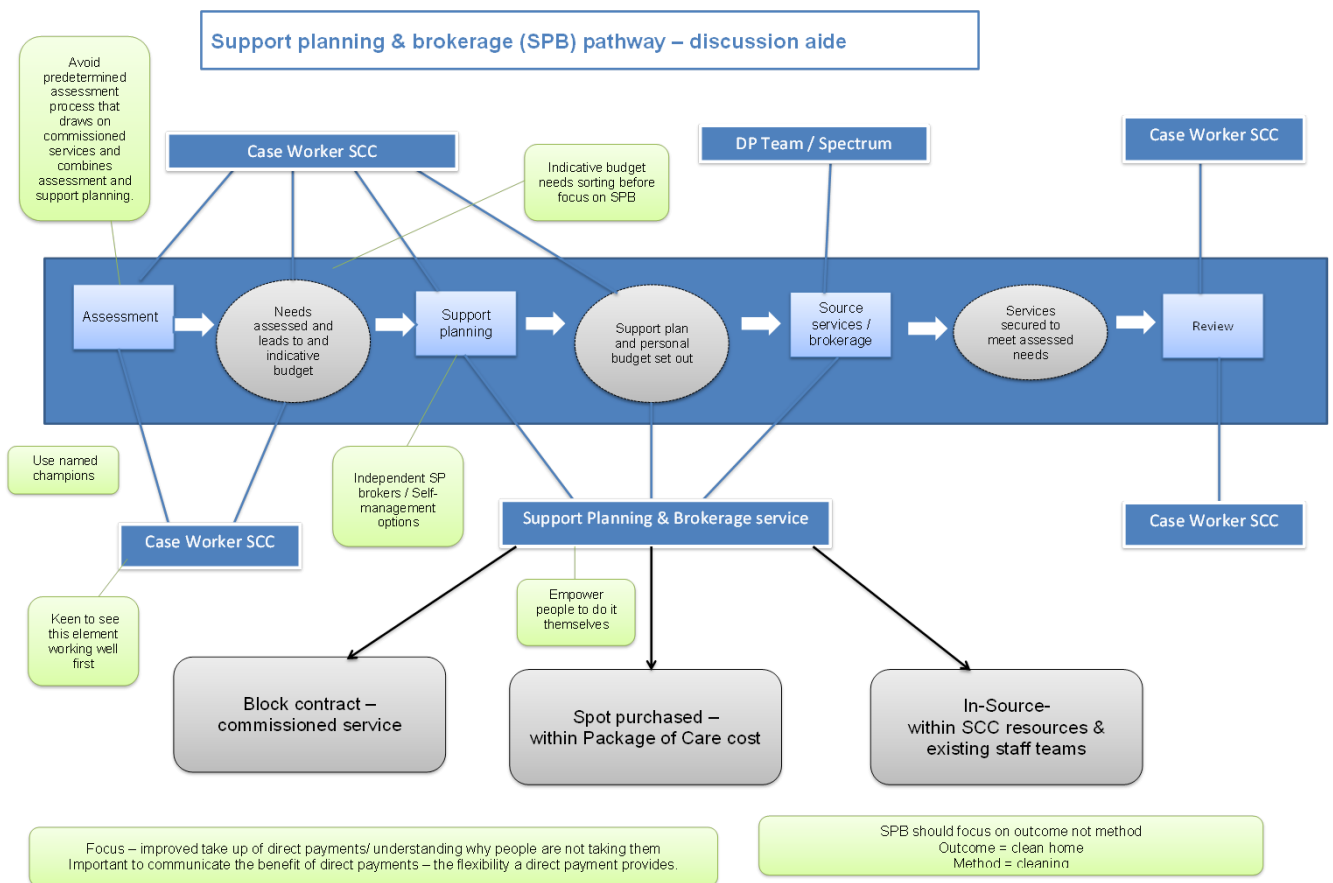 Support planning & brokerage (SPB) pathway – discussion aide
Avoid
predetermined
assessment
process that
draws on
commissioned
services and
combines
assessment and
support planning.
Case Worker SCC
Indicative budget
needs sorting before
focus on SPB
DP Team / Spectrum
Case Worker SCC
Assessment
Needs
assessed and
leads to and
indicative
budget
Support
planning
Support plan
and personal
budget set out
Source
services /
brokerage
Services
secured to
meet assessed
needs
Review
Use named
champions
Case Worker SCC
Independent SP
brokers / Self-
management
options
Support Planning & Brokerage service
Case Worker SCC
Keen to see
this element
working well
first
Empower
people to do it
themselves
Block contract –
commissioned service
Spot purchased –
within Package of Care cost
In-Source-
within SCC resources &
existing staff teams
Focus – improved take up of direct payments/ understanding why people are not taking them
Important to communicate the benefit of direct payments – the flexibility a direct payment provides.
SPB should focus on outcome not method
Outcome = clean home
Method = cleaning